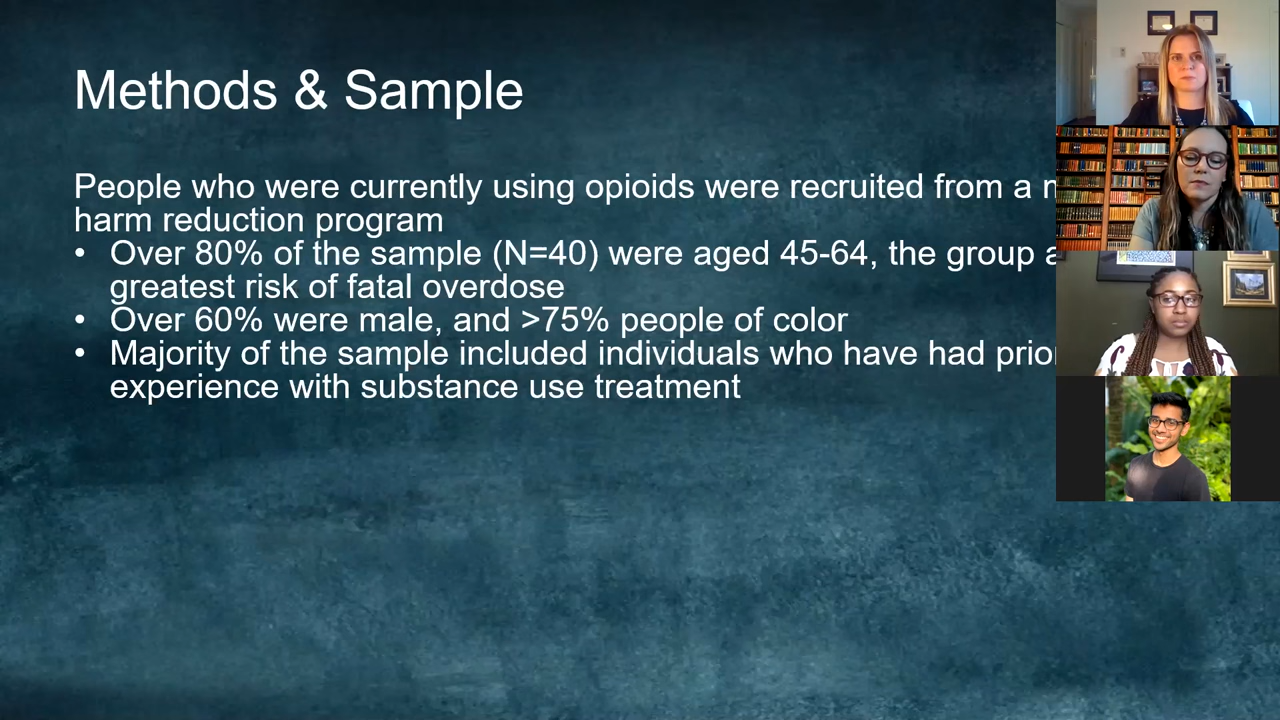 Methods & Sample
People who were currently using opioids were recruited from a
harm reduction program
• Over 80% of the sample (N=40) were aged 45-64, the group
greatest risk of fatal overdose
• Over 60% were male, and >75% people of color
• Majority of the sample included individuals who have had prior
experience with substance use treatment